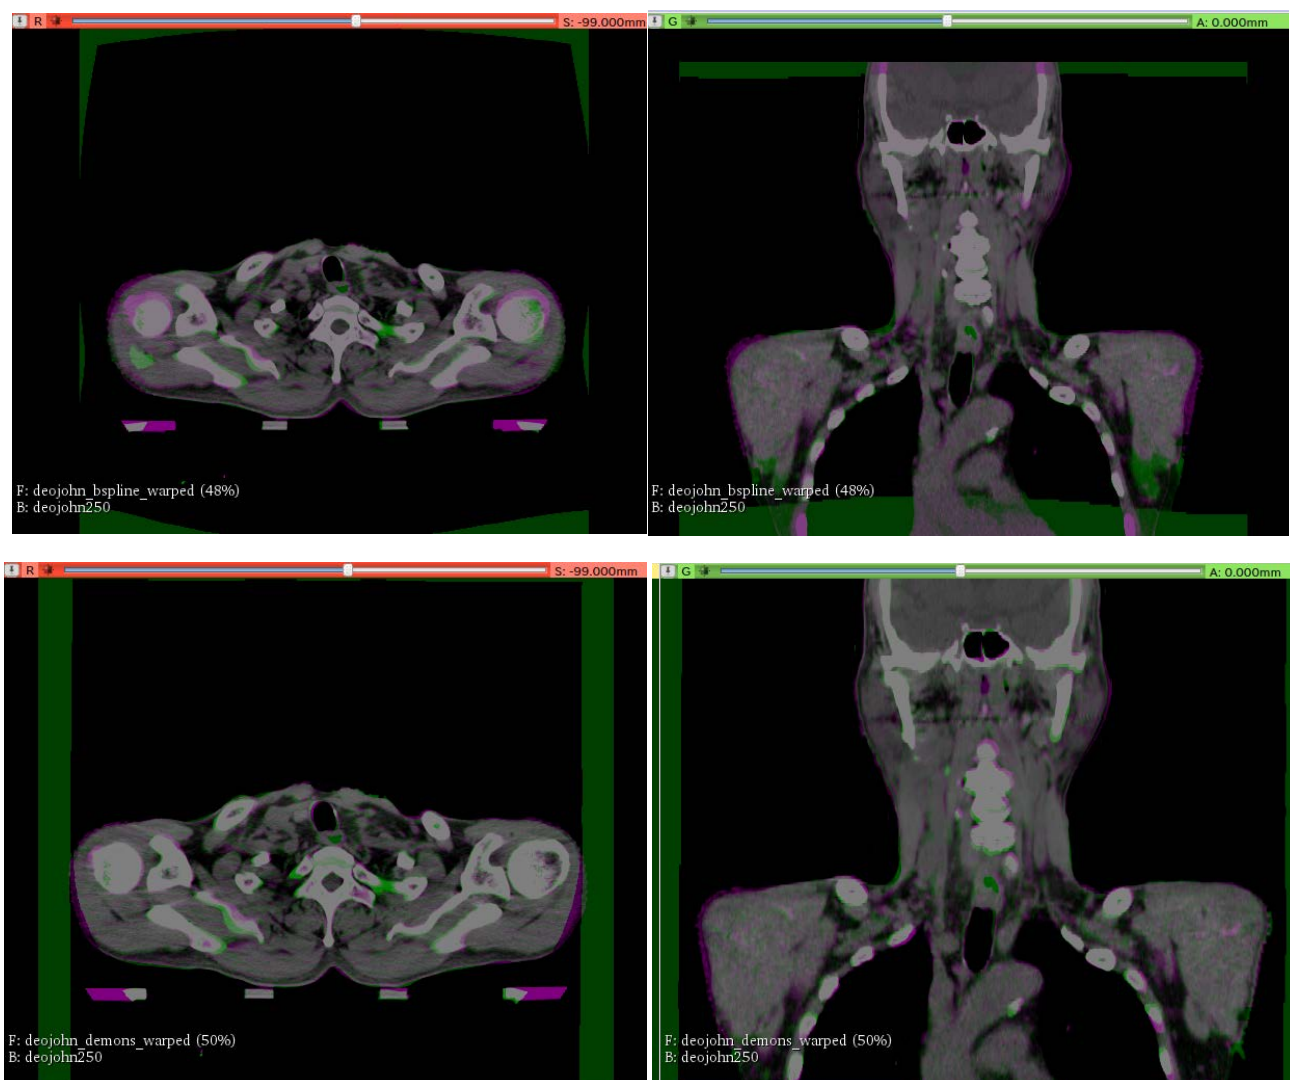 R S: -99.000mm
G A: 0.000mm
F: deojohn_bspline_warped (48%)
B: deojohn250
F: deojohn_bspline_warped (48%)
B: deojohn250
R S: -99.000mm
G A: 0.000mm
F: deojohn_demons_warped (50%)
B: deojohn250
F: deojohn_demons_warped (50%)
B: deojohn250